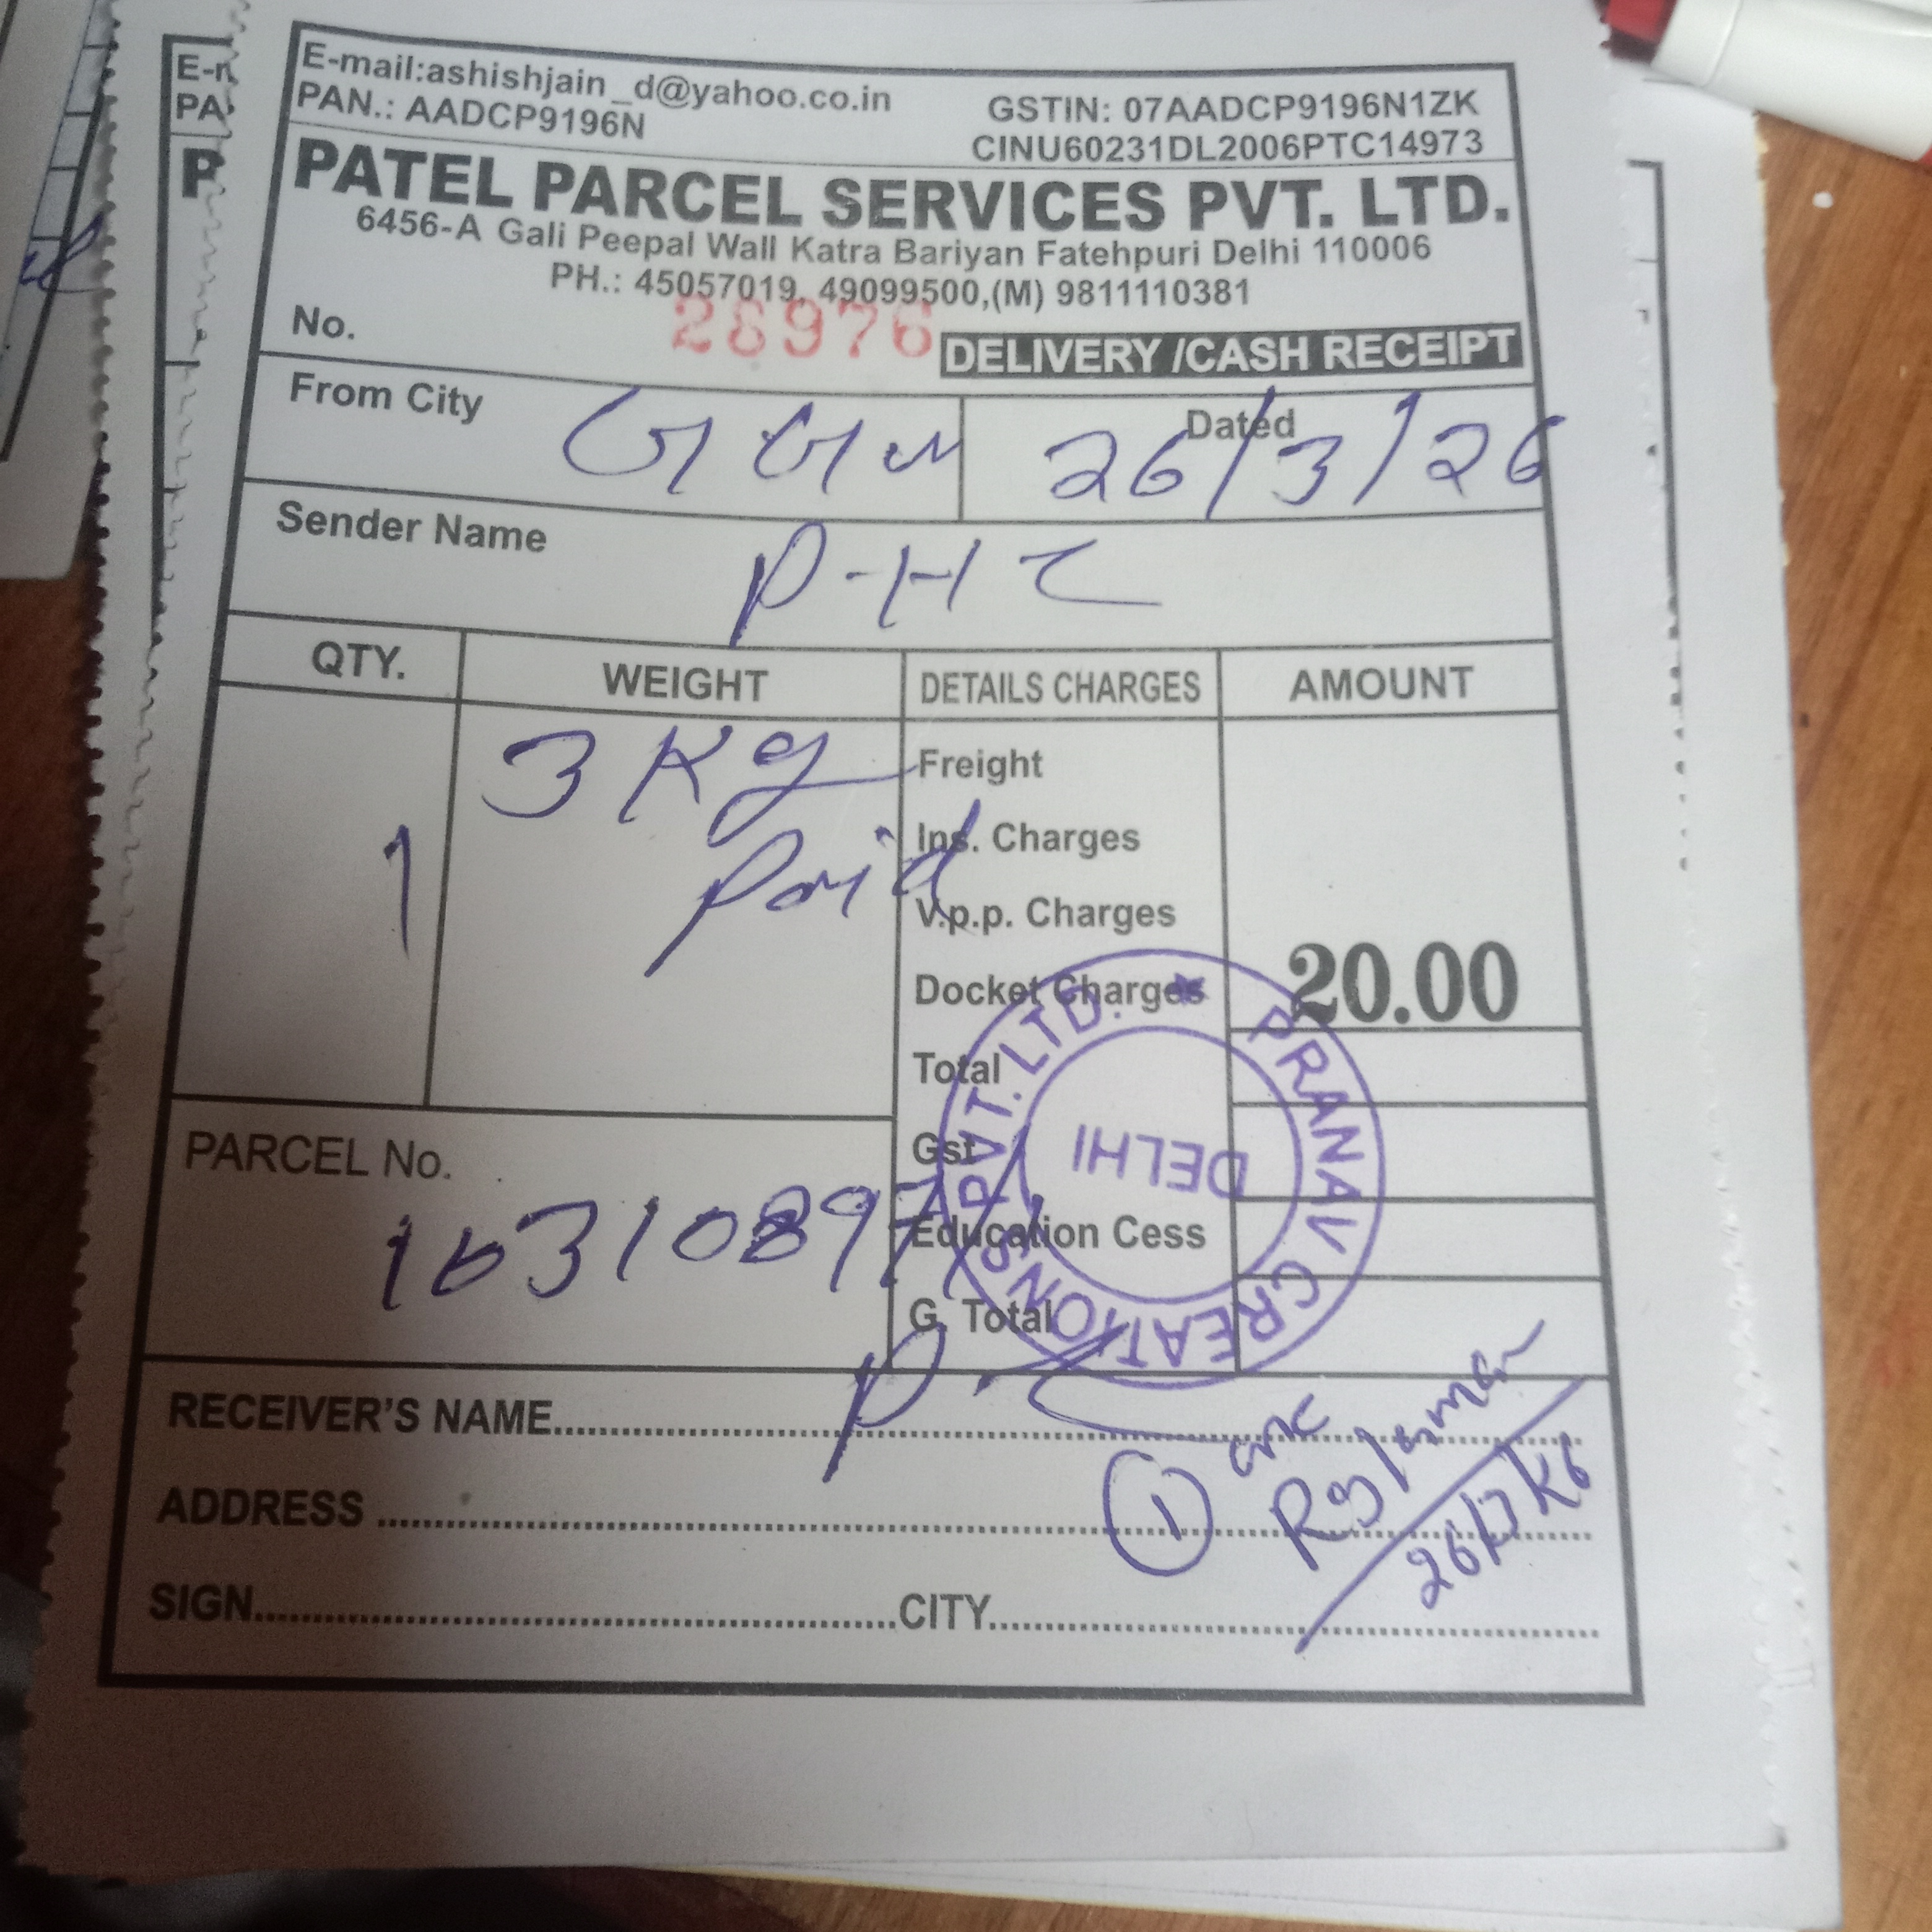 E-mail:ashishjain_d@yahoo.co.in
PAN.: AADCP9196N
GSTIN: 07AADCP9196N1ZK
CINU60231DL2006PTC14973
PATEL PARCEL SERVICES PVT. LTD.
6456-A Gali Peepal Wall Katra Bariyan Fatehpuri Delhi 110006
PH.: 45057019, 49099500,(M) 9811110381
No. 28976 DELIVERY /CASH RECEIPT
From City
Dated 26/3/26
Sender Name P-H
QTY. WEIGHT DETAILS CHARGES AMOUNT
1 3 Kg Freight
Paid Ins. Charges
V.p.p. Charges
Docket Charges 20.00
Total
Gst
Education Cess
G. Total
PARCEL No.
PRANAV CREATIONS PVT. LTD. ★
DELHI
RECEIVER'S NAME
ADDRESS 1
SIGN CITY
E-m
PA
P